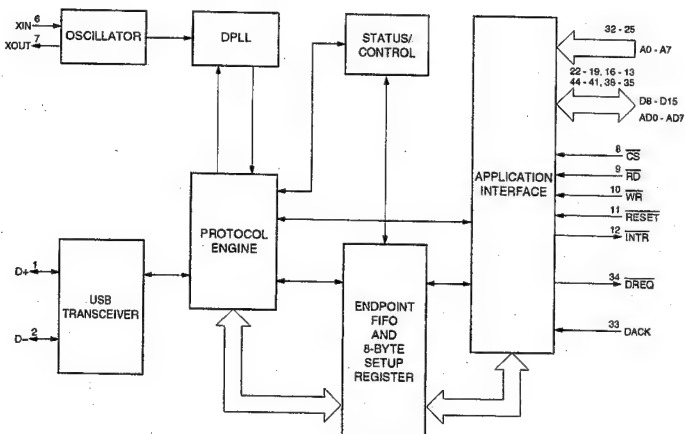 XIN 6
XOUT 7
OSCILLATOR
DPLL
STATUS/
CONTROL
32 - 25
A0 - A7
22 - 19, 16 - 13
44 - 41, 38 - 35
D8 - D15
AD0 - AD7
8 CS
9 RD
10 WR
11 RESET
12 INTR
34 DREQ
33 DACK
APPLICATION
INTERFACE
PROTOCOL
ENGINE
D+ 1
D– 2
USB
TRANSCEIVER
ENDPOINT
FIFO
AND
8-BYTE
SETUP
REGISTER